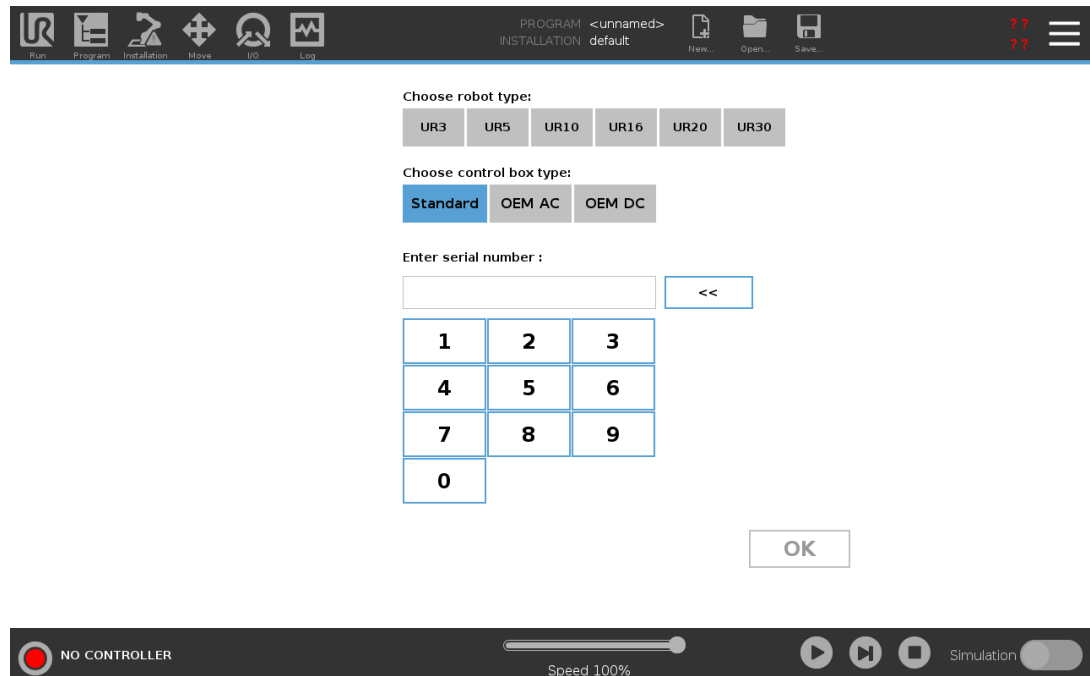 PROGRAM <unnamed>
INSTALLATION default
?? 
??
Run Program Installation Move I/O Log New... Open... Save...
Choose robot type:
UR3 UR5 UR10 UR16 UR20 UR30
Choose control box type:
Standard OEM AC OEM DC
Enter serial number :
<<
1 2 3
4 5 6
7 8 9
0
OK
NO CONTROLLER
Speed 100%
Simulation